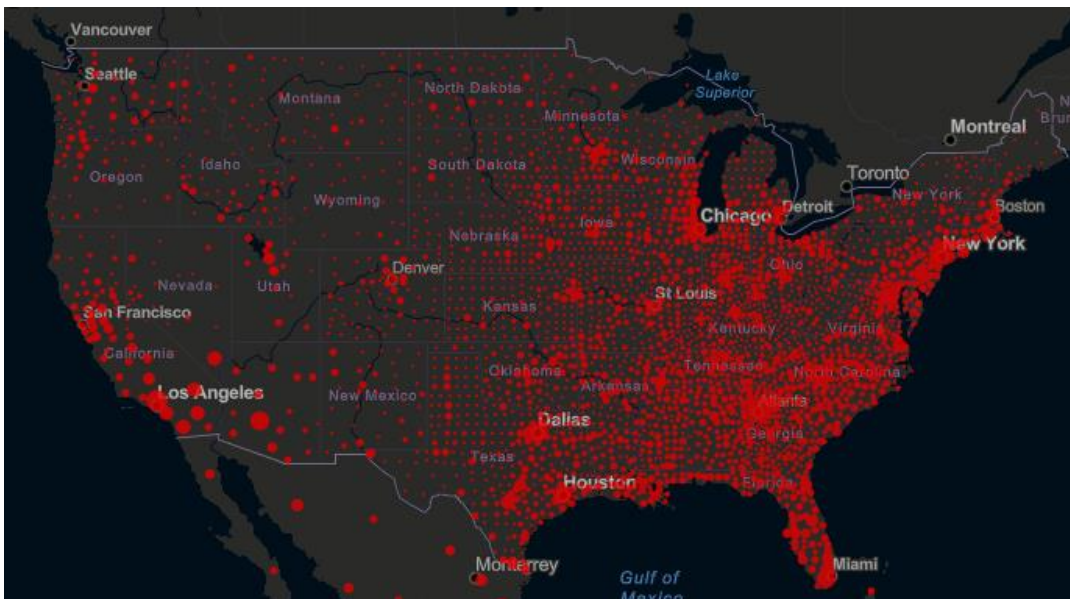 Vancouver
Seattle
Montana
North Dakota
Minnesota
Lake
Superior
Montreal
Oregon
Idaho
South Dakota
Wisconsin
Toronto
Wyoming
Chicago
Detroit
New York
Boston
Iowa
Nebraska
New York
Denver
Ohio
Nevada
Utah
St Louis
Kansas
San Francisco
Kentucky
Virginia
California
Tennessee
North Carolina
Los Angeles
Oklahoma
Arkansas
New Mexico
Atlanta
Dallas
Georgia
Texas
Houston
Florida
Monterrey
Miami
Gulf of
Mexico